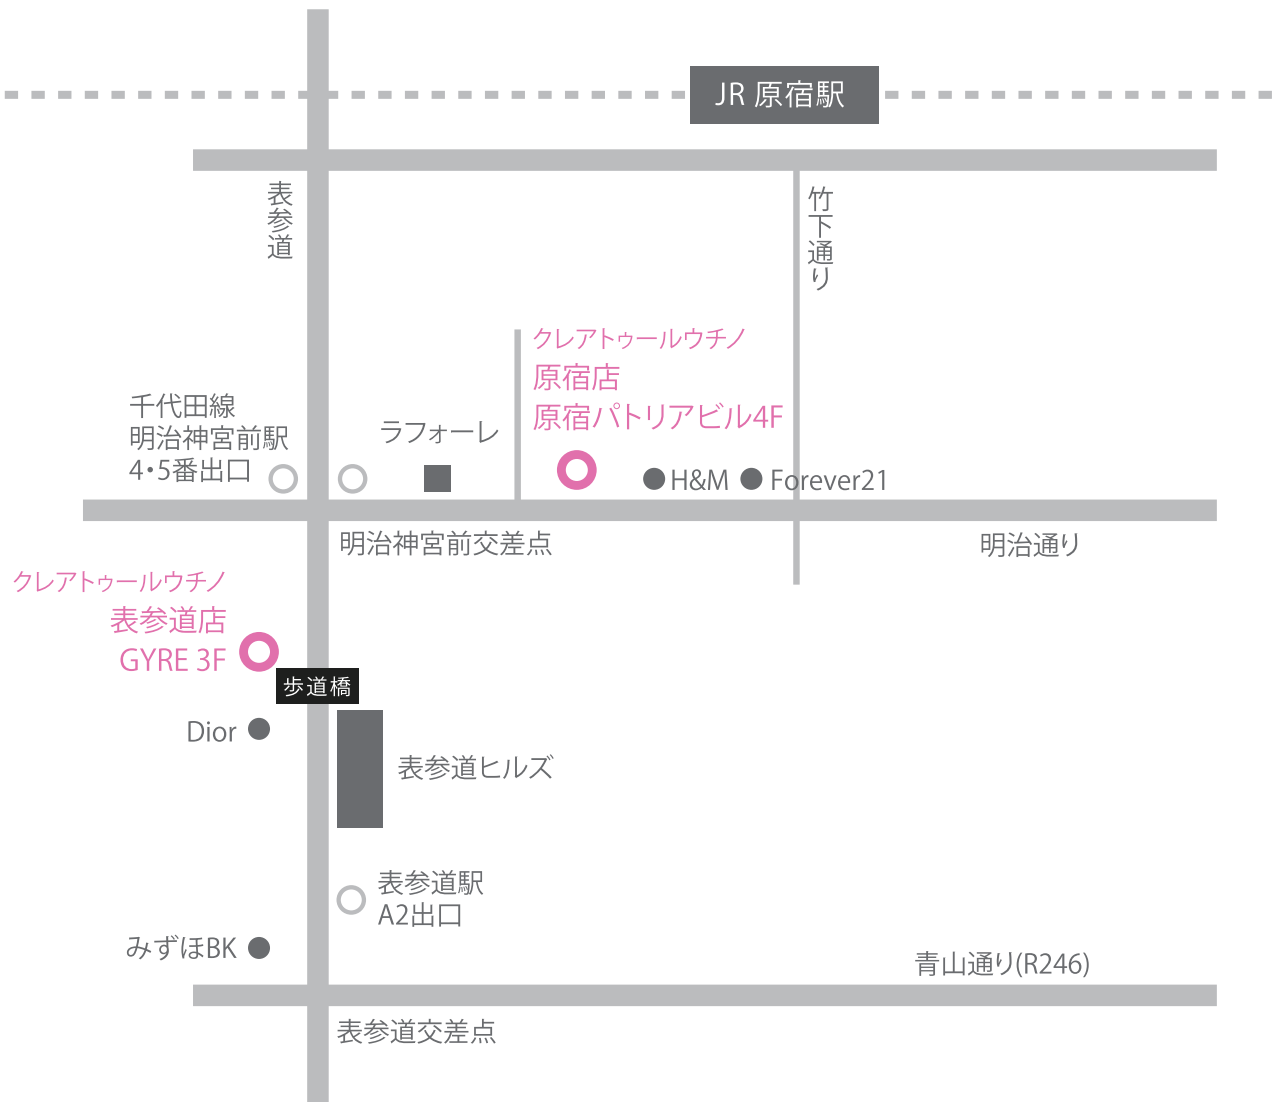 JR 原宿駅
表参道
竹下通り
クレアトゥールウチノ
原宿店
原宿パトリアビル4F
千代田線
明治神宮前駅
4・5番出口
ラフォーレ
H&M
Forever21
明治神宮前交差点
明治通り
クレアトゥールウチノ
表参道店
GYRE 3F
歩道橋
Dior
表参道ヒルズ
表参道駅
A2出口
みずほBK
青山通り(R246)
表参道交差点